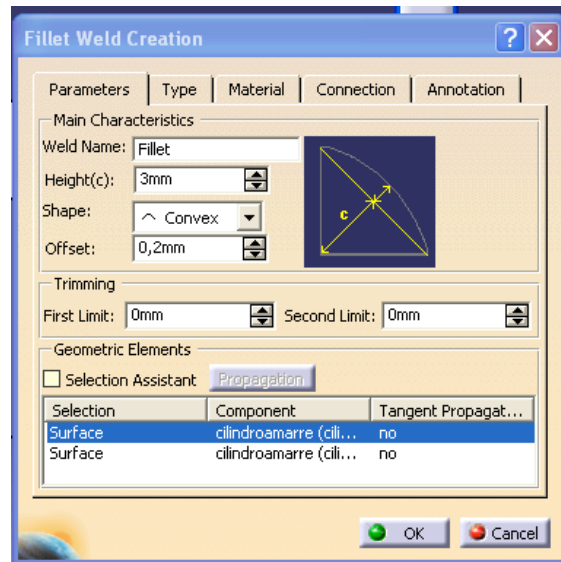 Fillet Weld Creation
Parameters Type Material Connection Annotation
Main Characteristics
Weld Name: Fillet
Height(c): 3mm
Shape: Convex
Offset: 0,2mm
c
Trimming
First Limit: 0mm Second Limit: 0mm
Geometric Elements
Selection Assistant Propagation
Selection Component Tangent Propagat...
Surface cilindroamarre (cili... no
Surface cilindroamarre (cili... no
OK Cancel